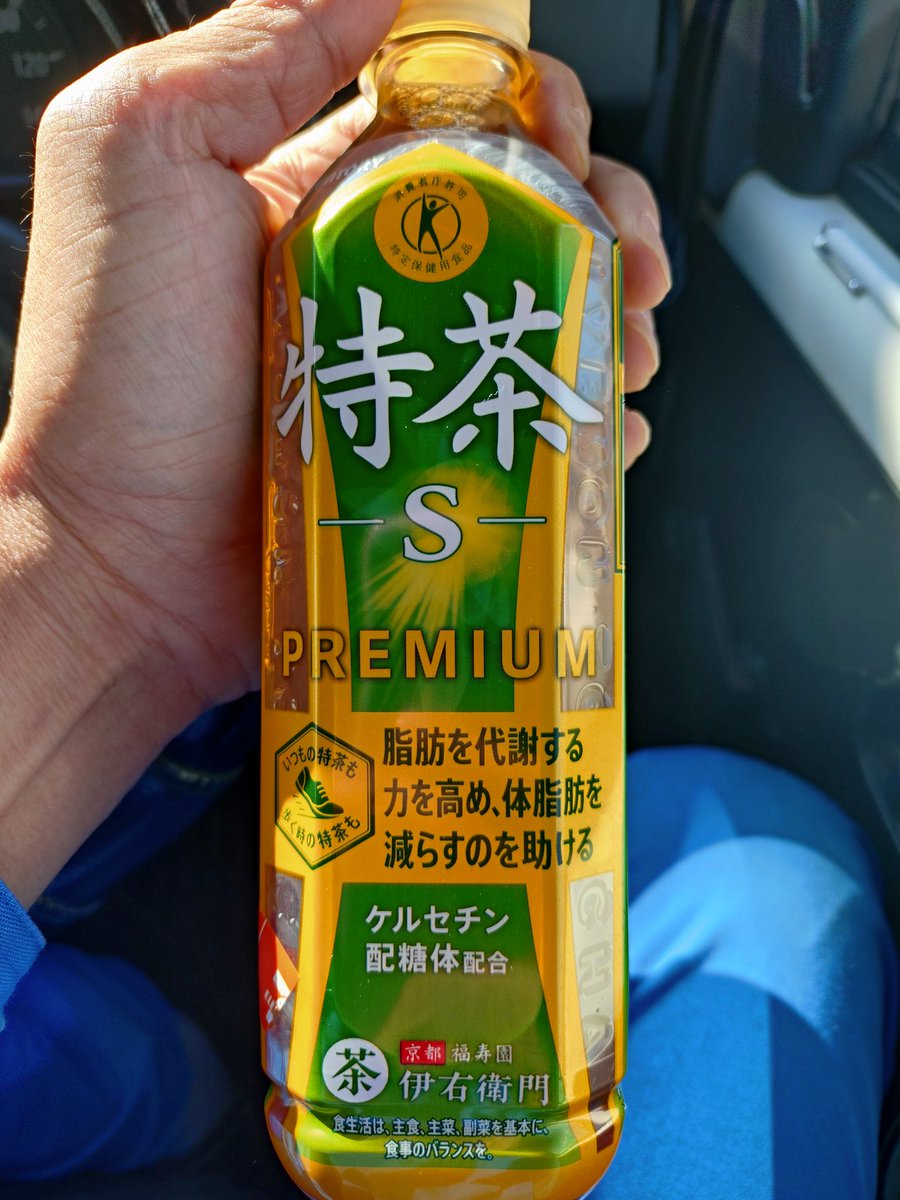 消費者庁許可
特定保健用食品
特茶
S
PREMIUM
いつもの特茶も
歩く時の特茶も
脂肪を代謝する
力を高め、体脂肪を
減らすのを助ける
ケルセチン
配糖体配合
茶
京都 福寿園
伊右衛門
食生活は、主食、主菜、副菜を基本に、
食事のバランスを。
120